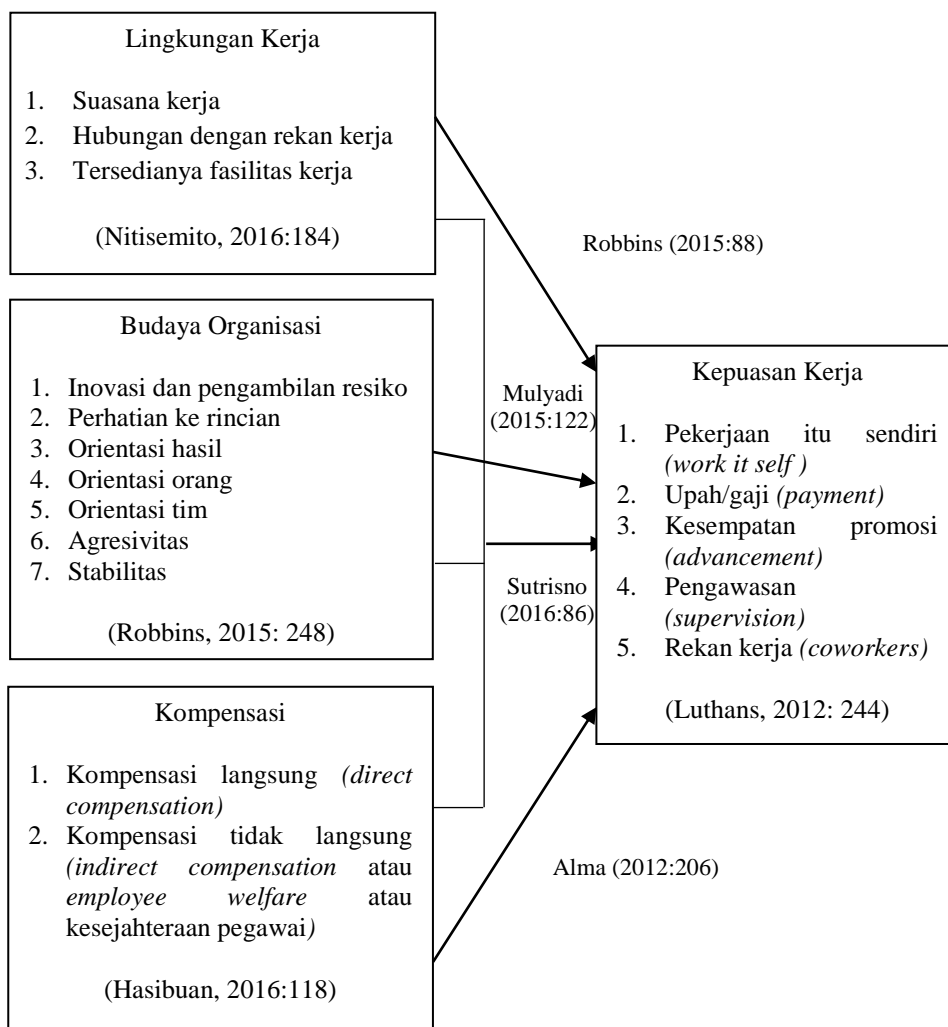 Lingkungan Kerja
1. Suasana kerja
2. Hubungan dengan rekan kerja
3. Tersedianya fasilitas kerja
(Nitisemito, 2016:184)
Robbins (2015:88)
Budaya Organisasi
1. Inovasi dan pengambilan resiko
2. Perhatian ke rincian
3. Orientasi hasil
4. Orientasi orang
5. Orientasi tim
6. Agresivitas
7. Stabilitas
(Robbins, 2015: 248)
Mulyadi
(2015:122)
Sutrisno
(2016:86)
Kepuasan Kerja
1. Pekerjaan itu sendiri
(work it self )
2. Upah/gaji (payment)
3. Kesempatan promosi
(advancement)
4. Pengawasan
(supervision)
5. Rekan kerja (coworkers)
(Luthans, 2012: 244)
Kompensasi
1. Kompensasi langsung (direct
compensation)
2. Kompensasi tidak langsung
(indirect compensation atau
employee welfare atau
kesejahteraan pegawai)
(Hasibuan, 2016:118)
Alma (2012:206)